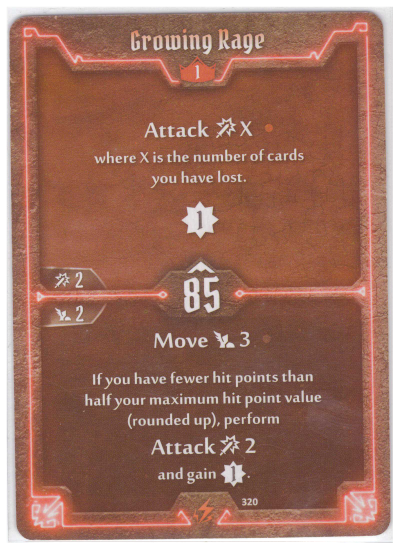 Growing Rage
1
Attack X
where X is the number of cards
you have lost.
1
2
85
2
Move 3
If you have fewer hit points than
half your maximum hit point value
(rounded up), perform
Attack 2
and gain 1.
320